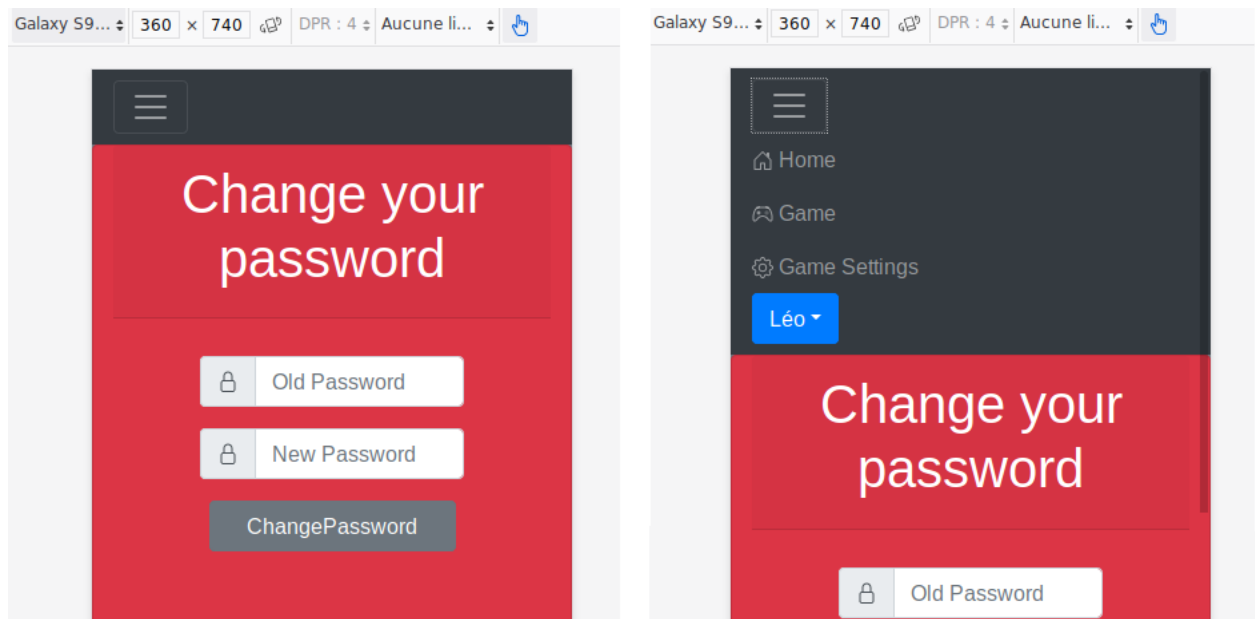 Galaxy S9... 360 × 740 DPR : 4 Aucune li...
Change your
password
Old Password
New Password
ChangePassword
Galaxy S9... 360 × 740 DPR : 4 Aucune li...
Home
Game
Game Settings
Léo
Change your
password
Old Password